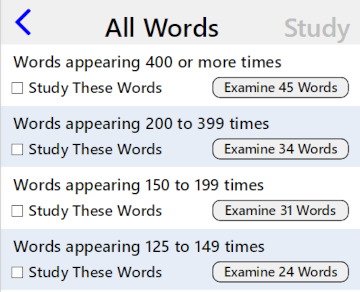 All Words Study
Words appearing 400 or more times
Study These Words Examine 45 Words
Words appearing 200 to 399 times
Study These Words Examine 34 Words
Words appearing 150 to 199 times
Study These Words Examine 31 Words
Words appearing 125 to 149 times
Study These Words Examine 24 Words